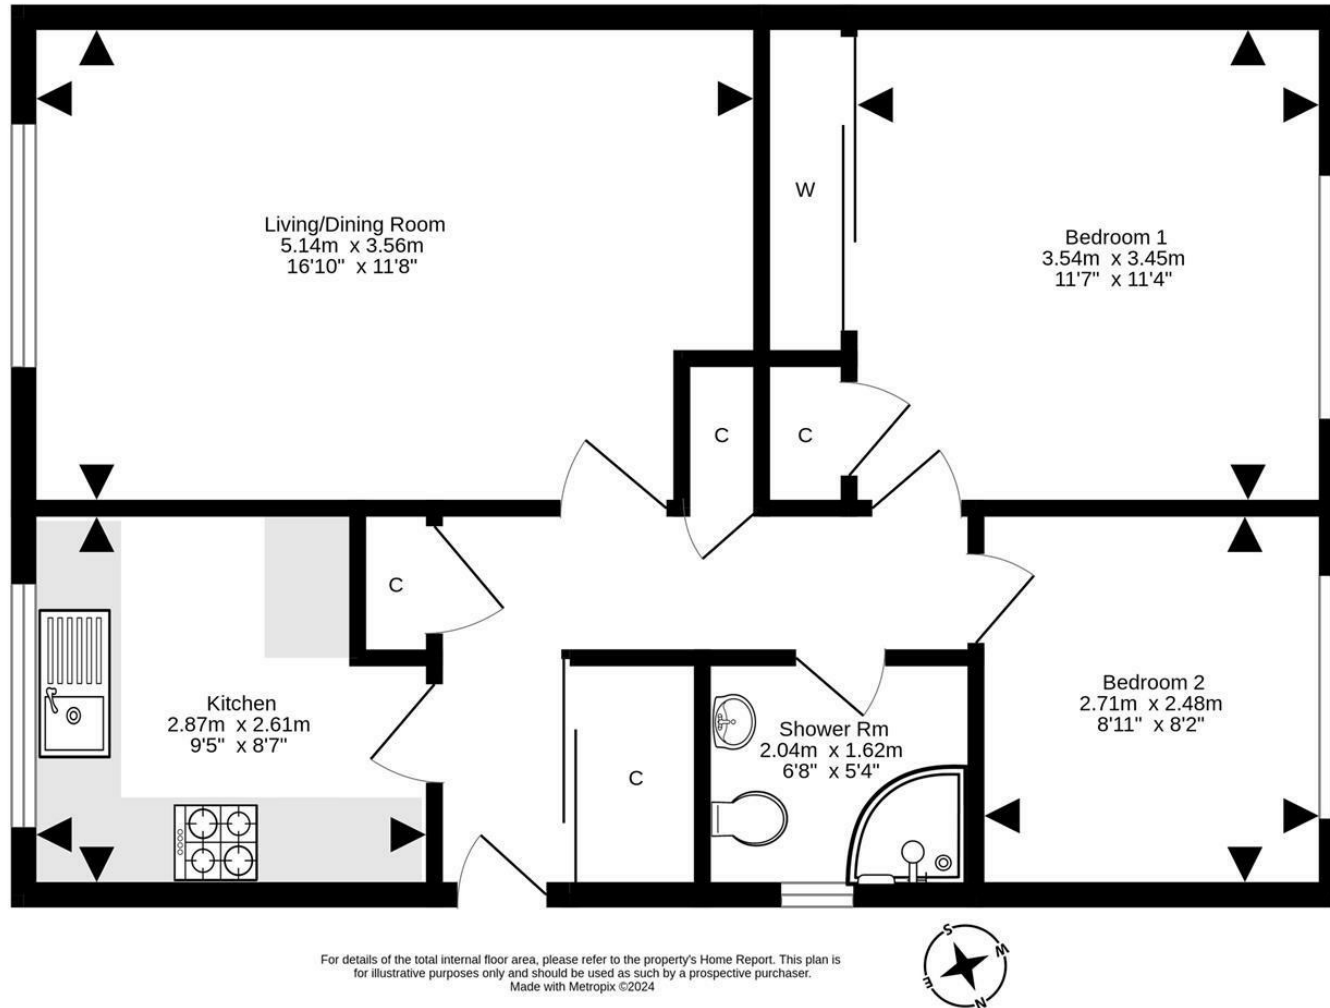 Living/Dining Room
5.14m x 3.56m
16'10" x 11'8"
W
Bedroom 1
3.54m x 3.45m
11'7" x 11'4"
C
C
C
Kitchen
2.87m x 2.61m
9'5" x 8'7"
C
Shower Rm
2.04m x 1.62m
6'8" x 5'4"
Bedroom 2
2.71m x 2.48m
8'11" x 8'2"
For details of the total internal floor area, please refer to the property's Home Report. This plan is
for illustrative purposes only and should be used as such by a prospective purchaser.
Made with Metropix ©2024
S
W
E
N